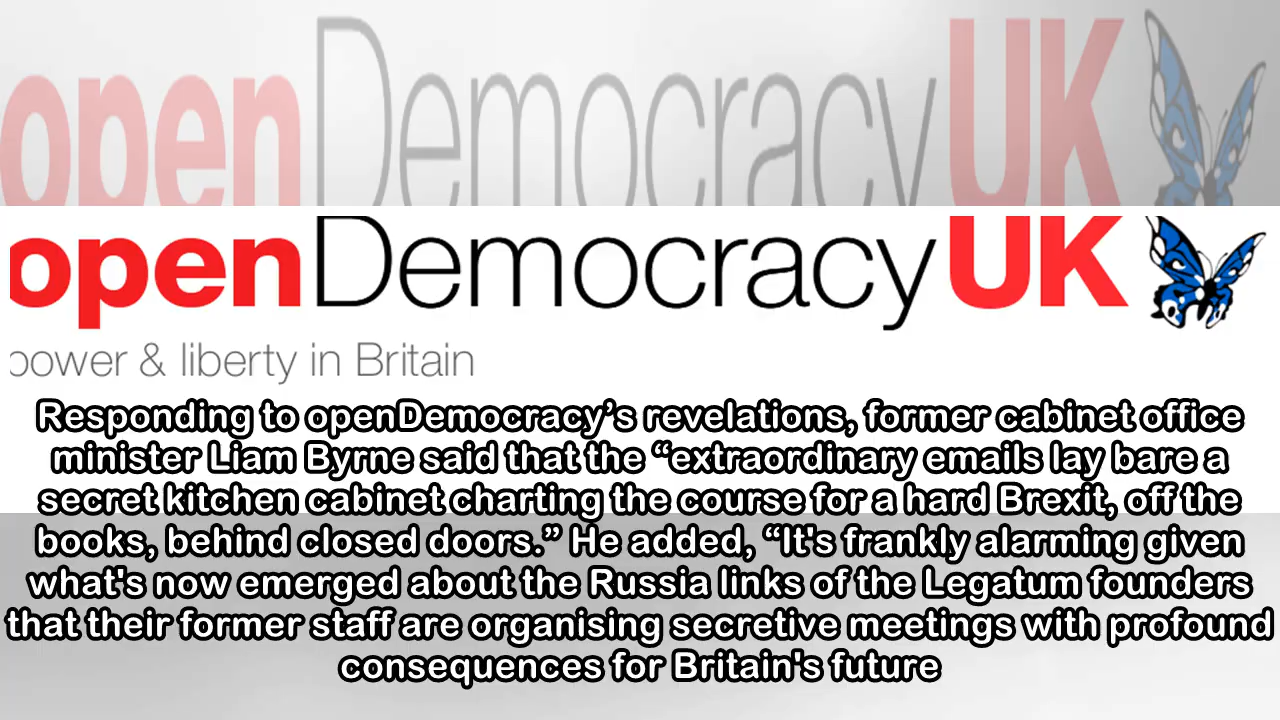 openDemocracyUK
openDemocracyUK
power & liberty in Britain
Responding to openDemocracy’s revelations, former cabinet office
minister Liam Byrne said that the “extraordinary emails lay bare a
secret kitchen cabinet charting the course for a hard Brexit, off the
books, behind closed doors.” He added, “It's frankly alarming given
what's now emerged about the Russia links of the Legatum founders
that their former staff are organising secretive meetings with profound
consequences for Britain's future